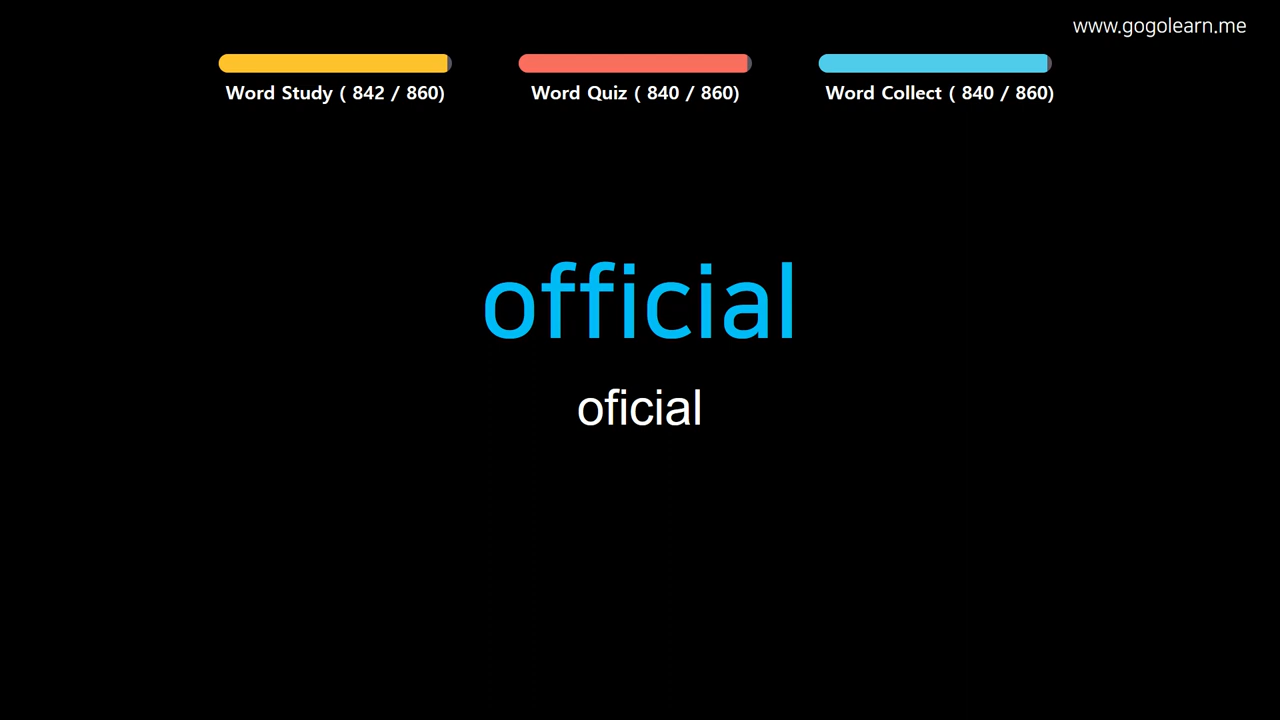 www.gogolearn.me
Word Study ( 842 / 860)
Word Quiz ( 840 / 860)
Word Collect ( 840 / 860)
official
oficial